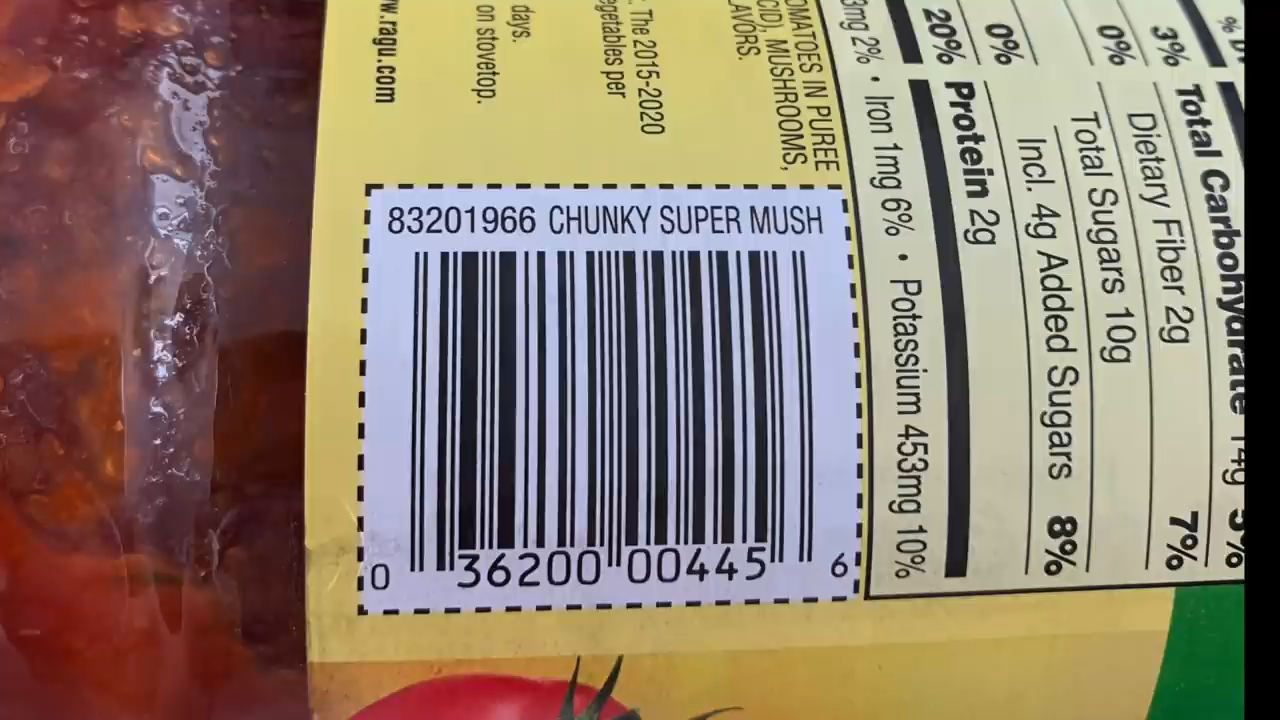 83201966 CHUNKY SUPER MUSH
0 36200 00445 6
% D
Total Carbohydrate 14g 5%
Dietary Fiber 2g 7%
3%
Total Sugars 10g
0%
Incl. 4g Added Sugars 8%
Protein 2g
0%
20%
3mg 2% • Iron 1mg 6% • Potassium 453mg 10%
OMATOES IN PUREE
CID), MUSHROOMS,
AVORS.
: The 2015-2020
egetables per
days.
on stovetop.
w.ragu.com